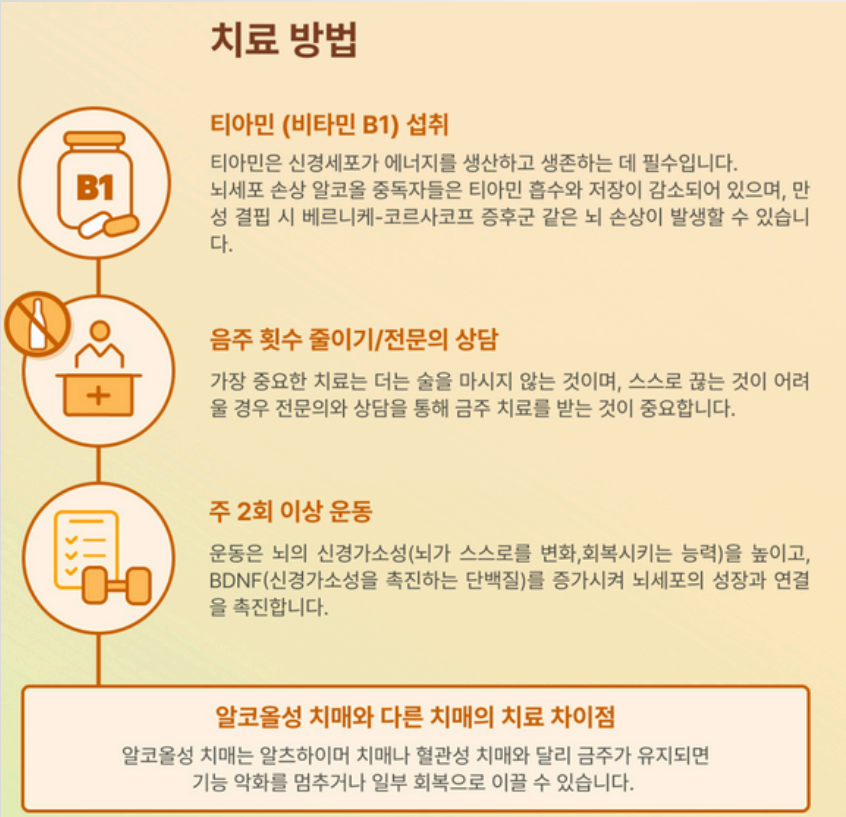 치료 방법
티아민 (비타민 B1) 섭취
티아민은 신경세포가 에너지를 생산하고 생존하는 데 필수입니다.
뇌세포 손상 알코올 중독자들은 티아민 흡수와 저장이 감소되어 있으며, 만
성 결핍 시 베르니케-코르사코프 증후군 같은 뇌 손상이 발생할 수 있습니
다.
B1
음주 횟수 줄이기/전문의 상담
가장 중요한 치료는 더는 술을 마시지 않는 것이며, 스스로 끊는 것이 어려
울 경우 전문의와 상담을 통해 금주 치료를 받는 것이 중요합니다.
주 2회 이상 운동
운동은 뇌의 신경가소성(뇌가 스스로를 변화,회복시키는 능력)을 높이고,
BDNF(신경가소성을 촉진하는 단백질)를 증가시켜 뇌세포의 성장과 연결
을 촉진합니다.
알코올성 치매와 다른 치매의 치료 차이점
알코올성 치매는 알츠하이머 치매나 혈관성 치매와 달리 금주가 유지되면
기능 악화를 멈추거나 일부 회복으로 이끌 수 있습니다.